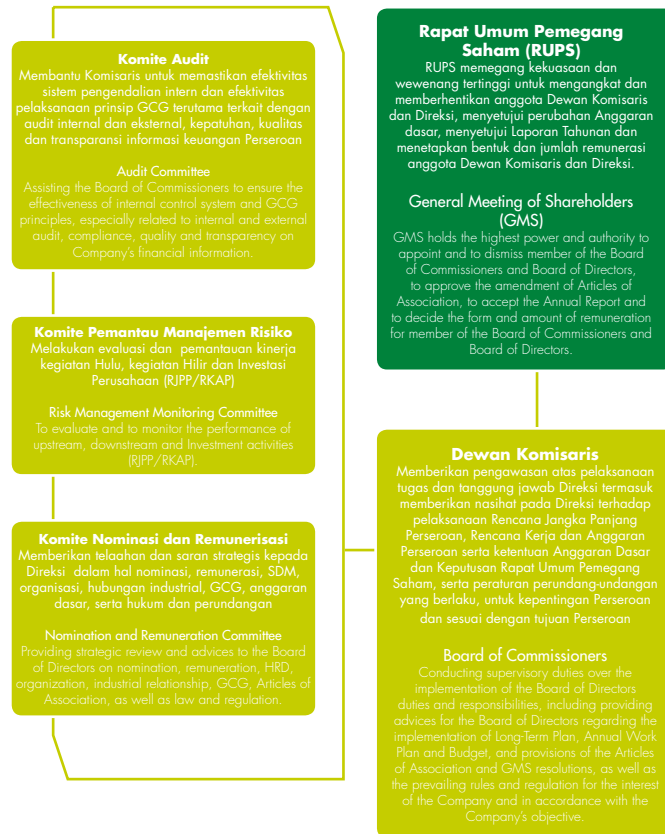 Komite Audit
Membantu Komisaris untuk memastikan efektivitas
sistem pengendalian intern dan efektivitas
pelaksanaan prinsip GCG terutama terkait dengan
audit internal dan eksternal, kepatuhan, kualitas
dan transparansi informasi keuangan Perseroan
Audit Committee
Assisting the Board of Commissioners to ensure the
effectiveness of internal control system and GCG
principles, especially related to internal and external
audit, compliance, quality and transparency on
Company's financial information.
Komite Pemantau Manajemen Risiko
Melakukan evaluasi dan pemantauan kinerja
kegiatan Hulu, kegiatan Hilir dan Investasi
Perusahaan (RJPP/RKAP)
Risk Management Monitoring Committee
To evaluate and to monitor the performance of
upstream, downstream and Investment activities
(RJPP/RKAP).
Komite Nominasi dan Remunerisasi
Memberikan telaahan dan saran strategis kepada
Direksi dalam hal nominasi, remunerasi, SDM,
organisasi, hubungan industrial, GCG, anggaran
dasar, serta hukum dan perundangan
Nomination and Remuneration Committee
Providing strategic review and advices to the Board
of Directors on nomination, remuneration, HRD,
organization, industrial relationship, GCG, Articles of
Association, as well as law and regulation.
Rapat Umum Pemegang
Saham (RUPS)
RUPS memegang kekuasaan dan
wewenang tertinggi untuk mengangkat dan
memberhentikan anggota Dewan Komisaris
dan Direksi, menyetujui perubahan Anggaran
dasar, menyetujui Laporan Tahunan dan
menetapkan bentuk dan jumlah remunerasi
anggota Dewan Komisaris dan Direksi.
General Meeting of Shareholders
(GMS)
GMS holds the highest power and authority to
appoint and to dismiss member of the Board
of Commissioners and Board of Directors,
to approve the amendment of Articles of
Association, to accept the Annual Report and
to decide the form and amount of remuneration
for member of the Board of Commissioners and
Board of Directors.
Dewan Komisaris
Memberikan pengawasan atas pelaksanaan
tugas dan tanggung jawab Direksi termasuk
memberikan nasihat pada Direksi terhadap
pelaksanaan Rencana Jangka Panjang
Perseroan, Rencana Kerja dan Anggaran
Perseroan serta ketentuan Anggaran Dasar
dan Keputusan Rapat Umum Pemegang
Saham, serta peraturan perundang-undangan
yang berlaku, untuk kepentingan Perseroan
dan sesuai dengan tujuan Perseroan
Board of Commissioners
Conducting supervisory duties over the
implementation of the Board of Directors
duties and responsibilities, including providing
advices for the Board of Directors regarding the
implementation of Long-Term Plan, Annual Work
Plan and Budget, and provisions of the Articles
of Association and GMS resolutions, as well as
the prevailing rules and regulation for the interest
of the Company and in accordance with the
Company's objective.